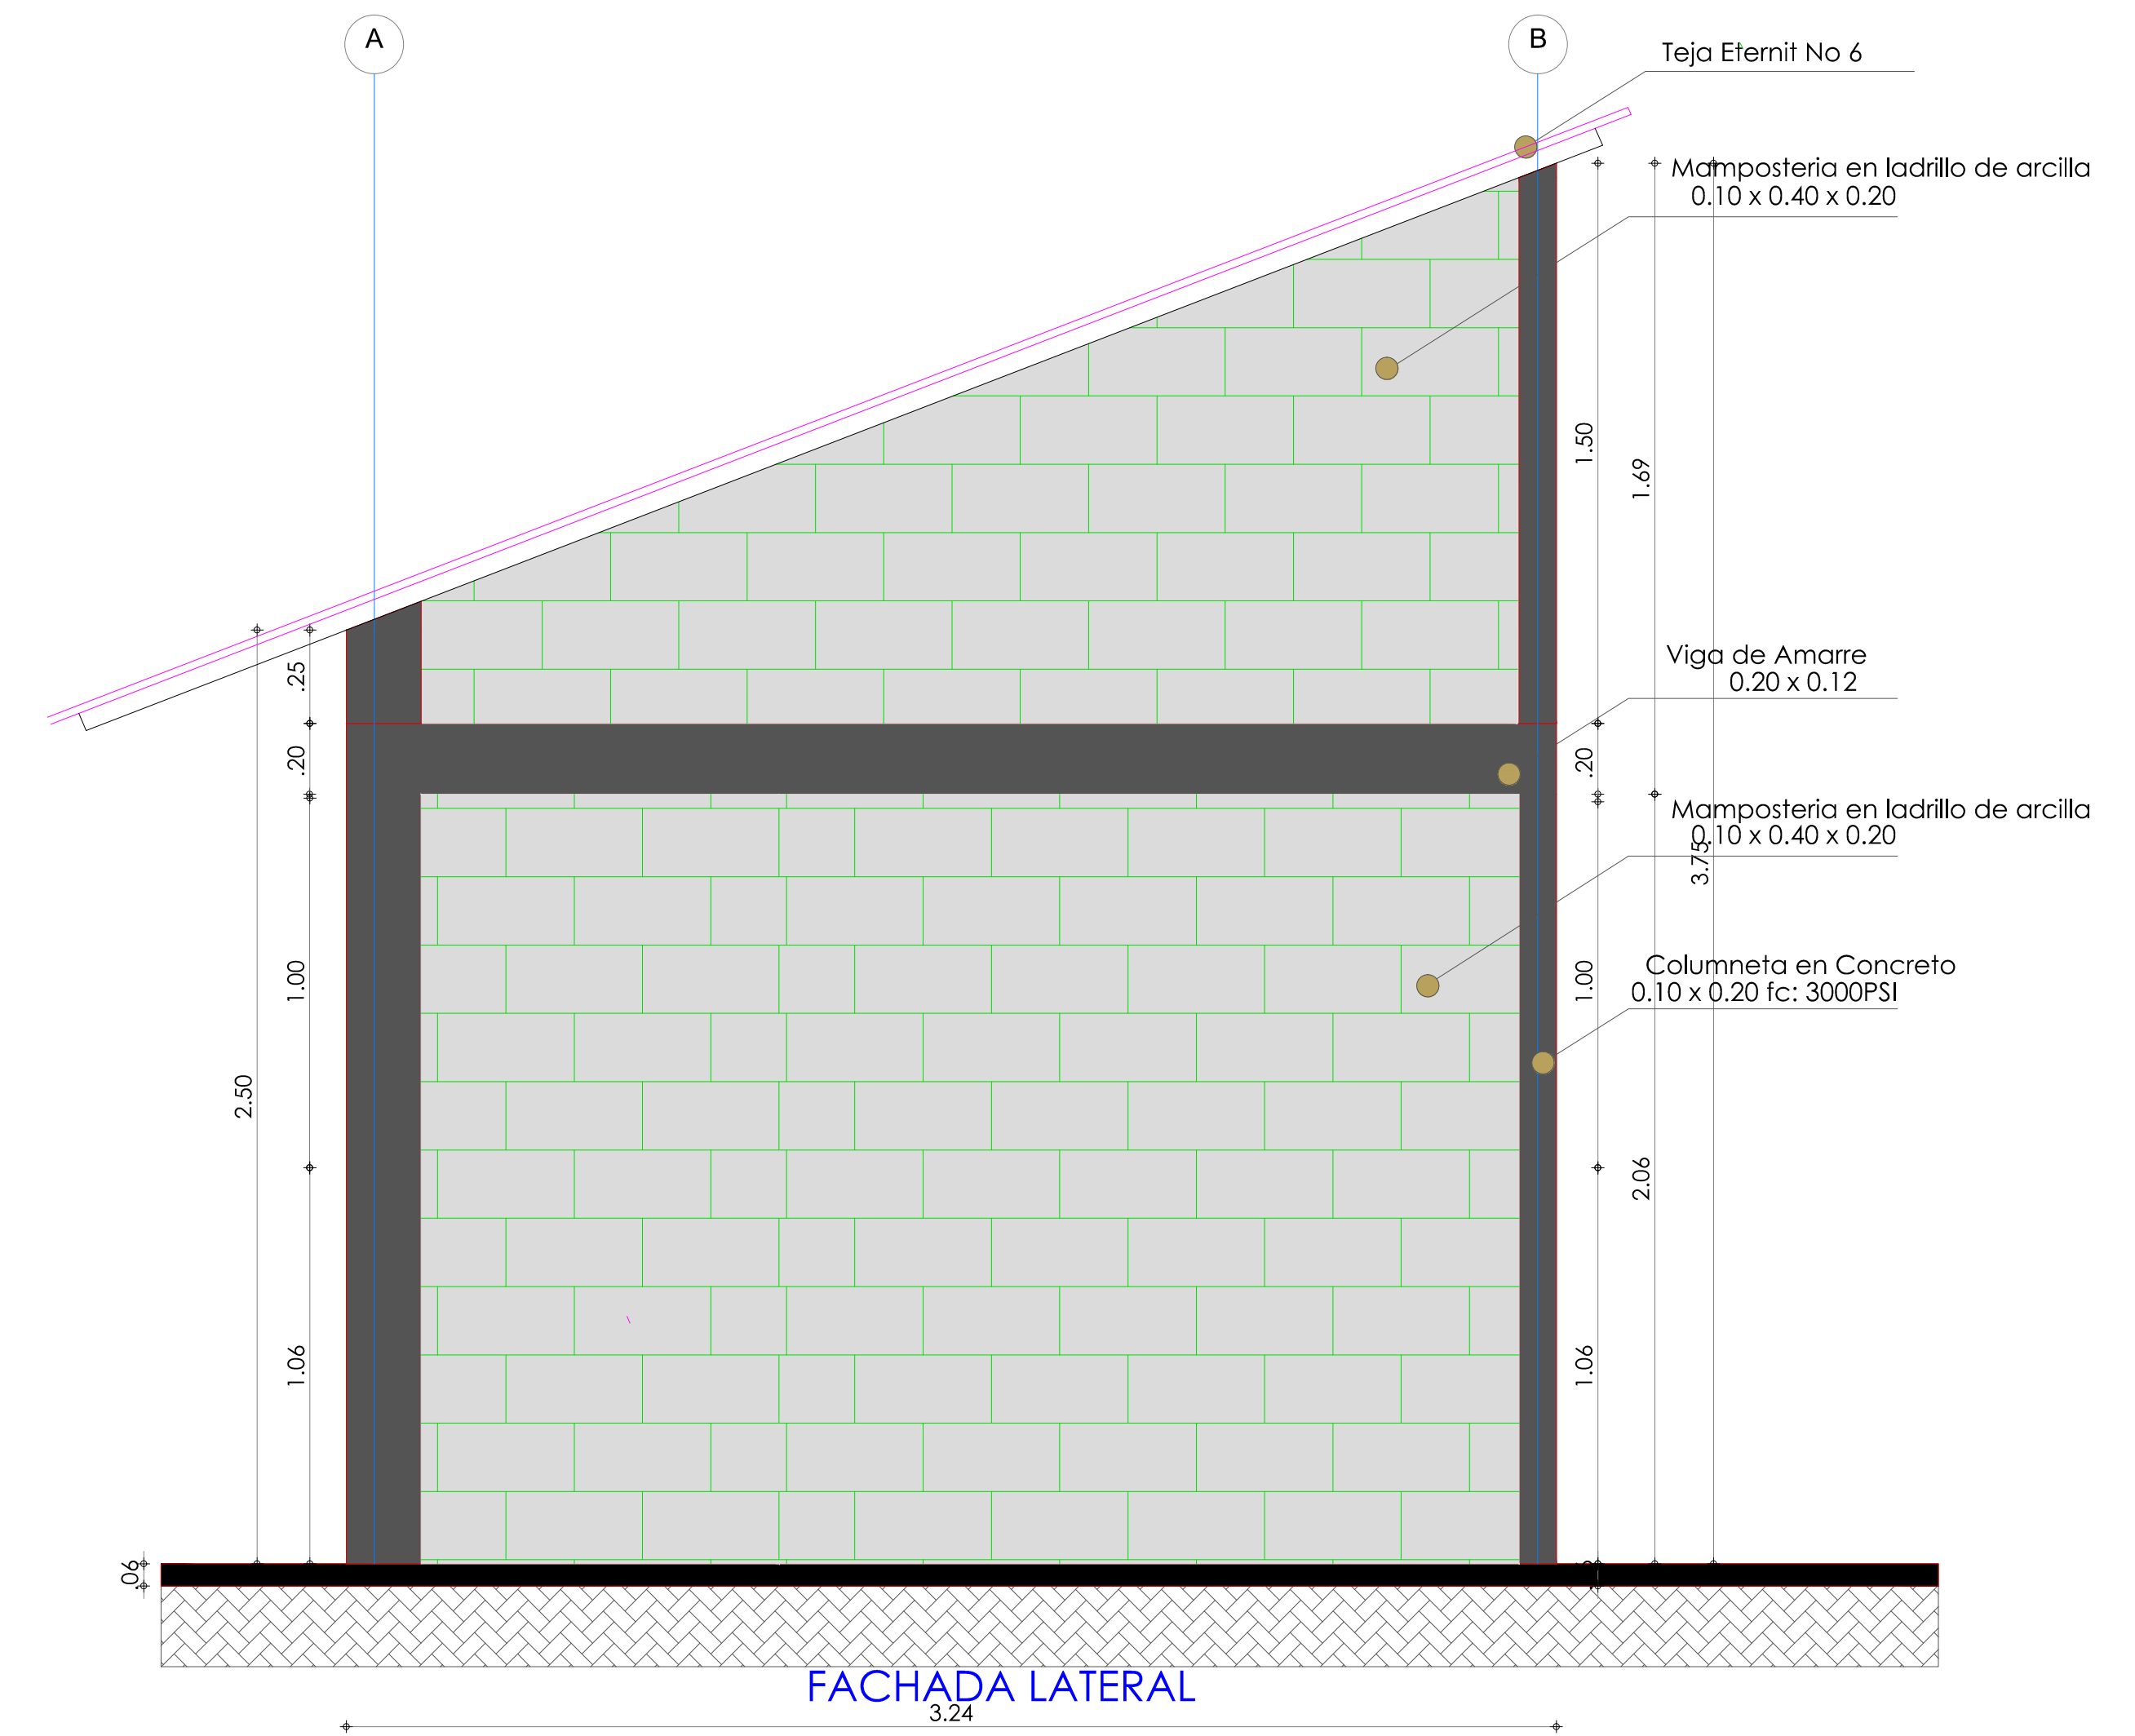 A
B
Teja Eternit No 6
Mamposteria en ladrillo de arcilla
0.10 x 0.40 x 0.20
1.50
1.69
.25
Viga de Amarre
0.20 x 0.12
.20
.20
Mamposteria en ladrillo de arcilla
0.10 x 0.40 x 0.20
3.75
1.00
1.00
Columneta en Concreto
0.10 x 0.20 fc: 3000PSI
2.50
2.06
1.06
1.06
.06
FACHADA LATERAL
3.24